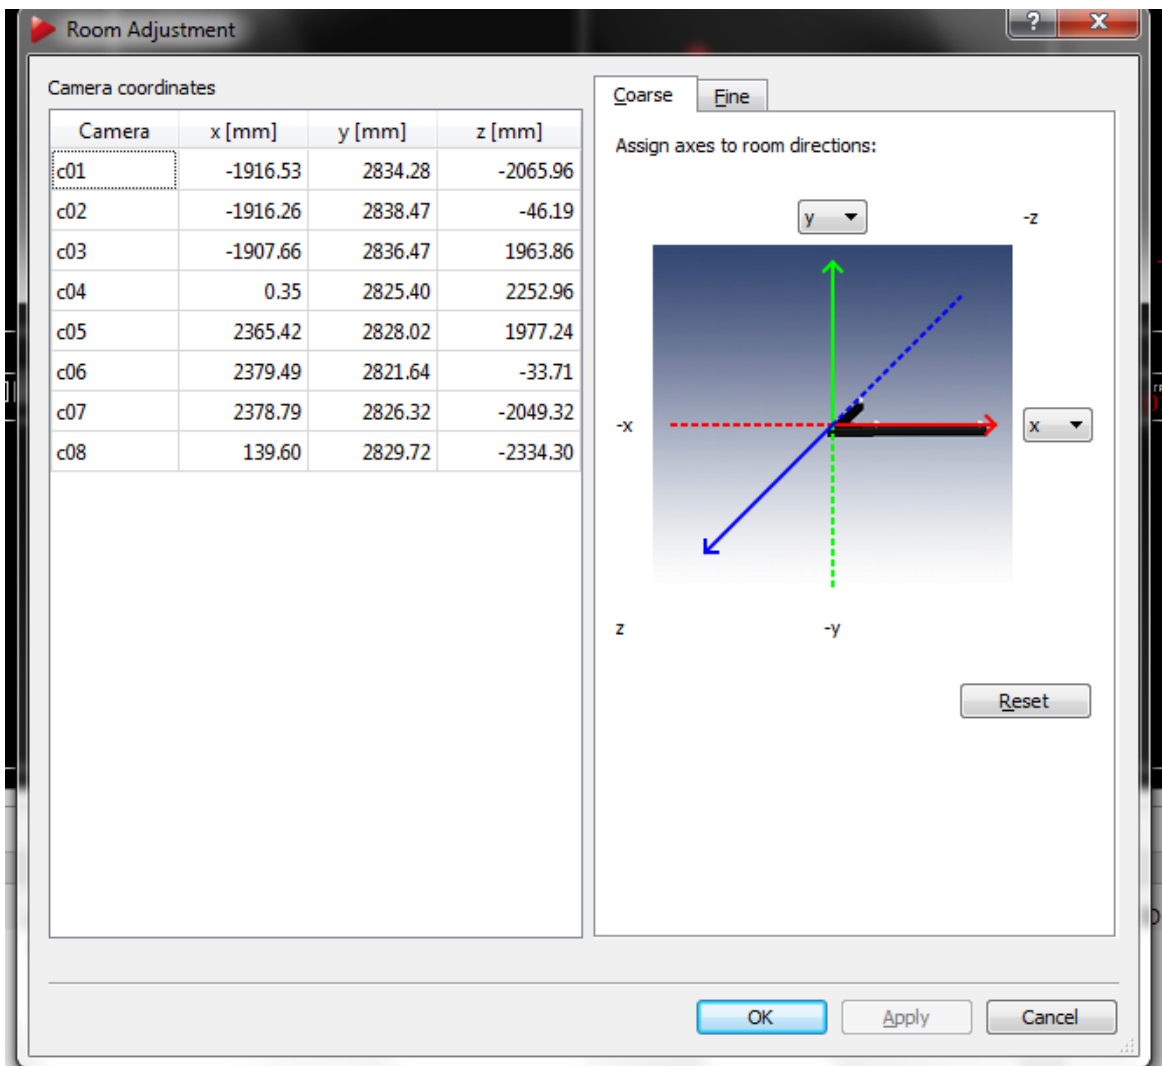 Room Adjustment
?
X
Camera coordinates
Camera x [mm] y [mm] z [mm]
c01 -1916.53 2834.28 -2065.96
c02 -1916.26 2838.47 -46.19
c03 -1907.66 2836.47 1963.86
c04 0.35 2825.40 2252.96
c05 2365.42 2828.02 1977.24
c06 2379.49 2821.64 -33.71
c07 2378.79 2826.32 -2049.32
c08 139.60 2829.72 -2334.30
Coarse Fine
Assign axes to room directions:
y -z
-x x
z -y
Reset
OK Apply Cancel